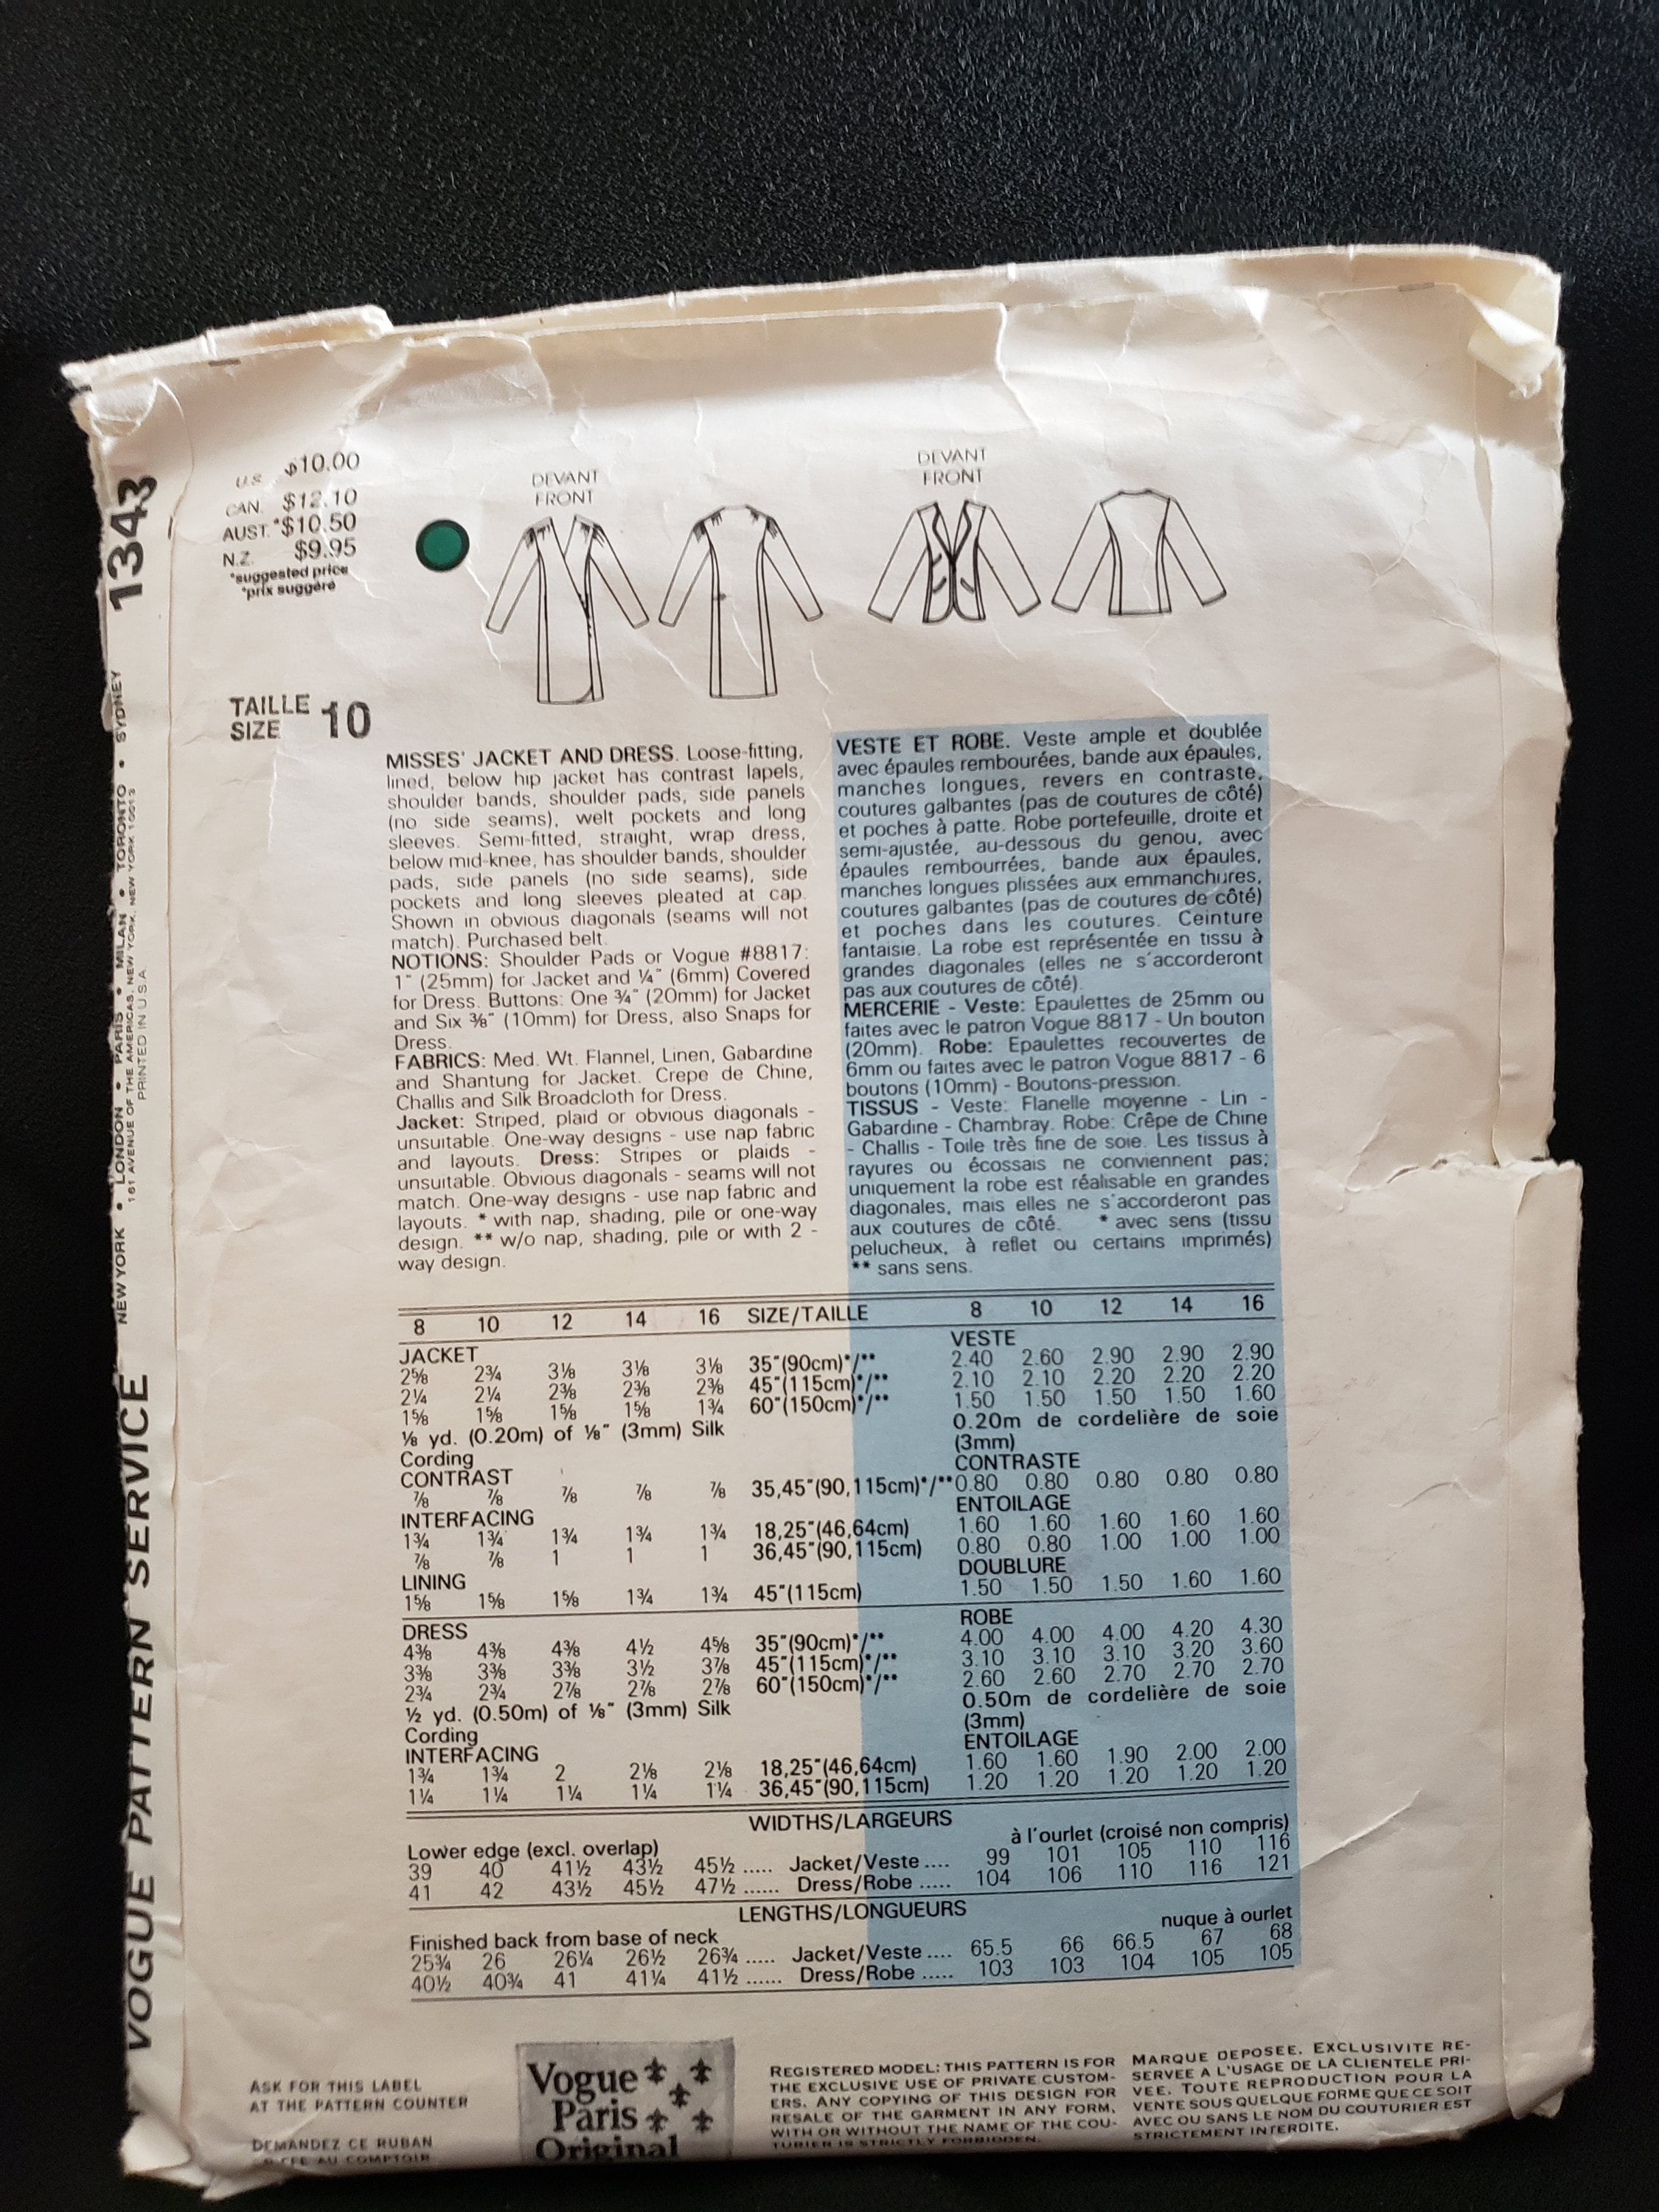 1343
NEW YORK • LONDON • PARIS • MILAN • TORONTO • SYDNEY
161 AVENUE OF THE AMERICAS, NEW YORK, NEW YORK 10013
PRINTED IN U.S.A.
VOGUE PATTERN SERVICE
U.S. $10.00
CAN. $12.10
AUST. *$10.50
N.Z. $9.95
*suggested price
*prix suggéré
DEVANT
FRONT
DEVANT
FRONT
TAILLE
SIZE 10
MISSES' JACKET AND DRESS. Loose-fitting,
lined, below hip jacket has contrast lapels,
shoulder bands, shoulder pads, side panels
(no side seams), welt pockets and long
sleeves. Semi-fitted, straight, wrap dress,
below mid-knee, has shoulder bands, shoulder
pads, side panels (no side seams), side
pockets and long sleeves pleated at cap.
Shown in obvious diagonals (seams will not
match). Purchased belt.
NOTIONS: Shoulder Pads or Vogue #8817:
1" (25mm) for Jacket and ¼" (6mm) Covered
for Dress. Buttons: One ¾" (20mm) for Jacket
and Six ⅜" (10mm) for Dress, also Snaps for
Dress.
FABRICS: Med. Wt. Flannel, Linen, Gabardine
and Shantung for Jacket. Crepe de Chine,
Challis and Silk Broadcloth for Dress.
Jacket: Striped, plaid or obvious diagonals -
unsuitable. One-way designs - use nap fabric
and layouts. Dress: Stripes or plaids -
unsuitable. Obvious diagonals - seams will not
match. One-way designs - use nap fabric and
layouts. * with nap, shading, pile or one-way
design. ** w/o nap, shading, pile or with 2 -
way design.
VESTE ET ROBE. Veste ample et doublée
avec épaules rembourées, bande aux épaules,
manches longues, revers en contraste,
coutures galbantes (pas de coutures de côté)
et poches à patte. Robe portefeuille, droite et
semi-ajustée, au-dessous du genou, avec
épaules rembourrées, bande aux épaules,
manches longues plissées aux emmanchures,
coutures galbantes (pas de coutures de côté)
et poches dans les coutures. Ceinture
fantaisie. La robe est représentée en tissu à
grandes diagonales (elles ne s'accorderont
pas aux coutures de côté).
MERCERIE - Veste: Epaulettes de 25mm ou
faites avec le patron Vogue 8817 - Un bouton
(20mm). Robe: Epaulettes recouvertes de
6mm ou faites avec le patron Vogue 8817 - 6
boutons (10mm) - Boutons-pression.
TISSUS - Veste: Flanelle moyenne - Lin -
Gabardine - Chambray. Robe: Crêpe de Chine
- Challis - Toile très fine de soie. Les tissus à
rayures ou écossais ne conviennent pas;
uniquement la robe est réalisable en grandes
diagonales, mais elles ne s'accorderont pas
aux coutures de côté. * avec sens (tissu
pelucheux, à reflet ou certains imprimés)
** sans sens.
8 10 12 14 16 SIZE/TAILLE 8 10 12 14 16
JACKET VESTE
2⅝ 2¾ 3⅛ 3⅛ 3⅛ 35"(90cm)*/** 2.40 2.60 2.90 2.90 2.90
2¼ 2¼ 2⅜ 2⅜ 2⅜ 45"(115cm)*/** 2.10 2.10 2.20 2.20 2.20
1⅝ 1⅝ 1⅝ 1⅝ 1¾ 60"(150cm)*/** 1.50 1.50 1.50 1.50 1.60
⅛ yd. (0.20m) of ⅛" (3mm) Silk 0.20m de cordelière de soie
Cording (3mm)
CONTRAST CONTRASTE
⅞ ⅞ ⅞ ⅞ ⅞ 35,45"(90,115cm)*/** 0.80 0.80 0.80 0.80 0.80
INTERFACING ENTOILAGE
1¾ 1¾ 1¾ 1¾ 1¾ 18,25"(46,64cm) 1.60 1.60 1.60 1.60 1.60
⅞ ⅞ 1 1 1 36,45"(90,115cm) 0.80 0.80 1.00 1.00 1.00
LINING DOUBLURE
1⅝ 1⅝ 1⅝ 1¾ 1¾ 45"(115cm) 1.50 1.50 1.50 1.60 1.60
DRESS ROBE
4⅜ 4⅜ 4⅜ 4½ 4⅝ 35"(90cm)*/** 4.00 4.00 4.00 4.20 4.30
3⅜ 3⅜ 3⅜ 3½ 3⅞ 45"(115cm)*/** 3.10 3.10 3.10 3.20 3.60
2¾ 2¾ 2⅞ 2⅞ 2⅞ 60"(150cm)*/** 2.60 2.60 2.70 2.70 2.70
½ yd. (0.50m) of ⅛" (3mm) Silk 0.50m de cordelière de soie
Cording (3mm)
INTERFACING ENTOILAGE
1¾ 1¾ 2 2⅛ 2⅛ 18,25"(46,64cm) 1.60 1.60 1.90 2.00 2.00
1¼ 1¼ 1¼ 1¼ 1¼ 36,45"(90,115cm) 1.20 1.20 1.20 1.20 1.20
WIDTHS/LARGEURS
Lower edge (excl. overlap) à l'ourlet (croisé non compris)
39 40 41½ 43½ 45½ ..... Jacket/Veste .... 99 101 105 110 116
41 42 43½ 45½ 47½ ...... Dress/Robe ..... 104 106 110 116 121
LENGTHS/LONGUEURS
Finished back from base of neck nuque à ourlet
25¾ 26 26¼ 26½ 26¾ ..... Jacket/Veste .... 65.5 66 66.5 67 68
40½ 40¾ 41 41¼ 41½ ...... Dress/Robe ..... 103 103 104 105 105
ASK FOR THIS LABEL
AT THE PATTERN COUNTER
DEMANDEZ CE RUBAN
AU COMPTOIR
Vogue
Paris
Original
REGISTERED MODEL: THIS PATTERN IS FOR
THE EXCLUSIVE USE OF PRIVATE CUSTOM-
ERS. ANY COPYING OF THIS DESIGN FOR
RESALE OF THE GARMENT IN ANY FORM,
WITH OR WITHOUT THE NAME OF THE COU-
TURIER IS STRICTLY FORBIDDEN.
MARQUE DEPOSEE. EXCLUSIVITE RE-
SERVEE A L'USAGE DE LA CLIENTELE PRI-
VEE. TOUTE REPRODUCTION POUR LA
VENTE SOUS QUELQUE FORME QUE CE SOIT
AVEC OU SANS LE NOM DU COUTURIER EST
STRICTEMENT INTERDITE.